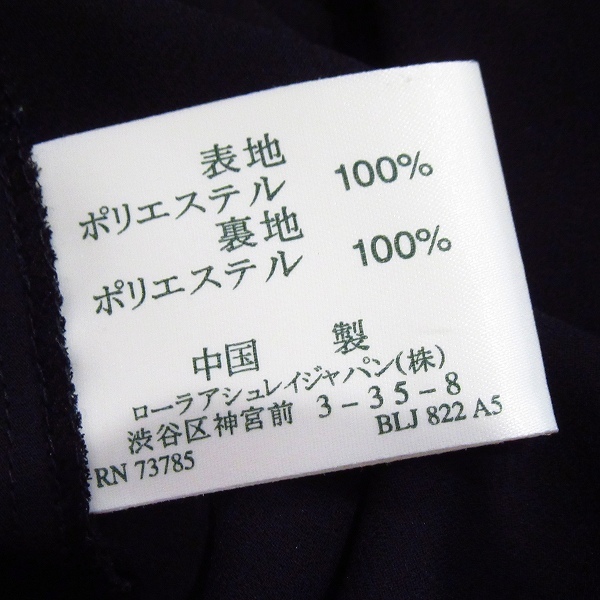 表地
ポリエステル 100%
裏地
ポリエステル 100%
中国 製
ローラアシュレイジャパン(株)
渋谷区神宮前 3-35-8
RN 73785 BLJ 822 A5